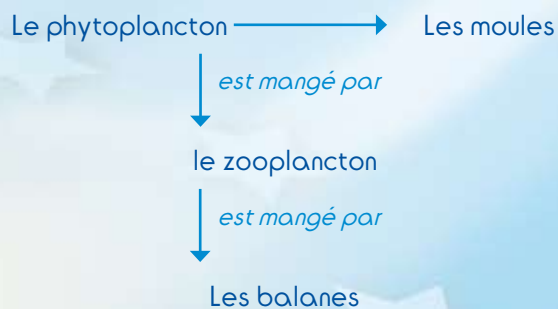 Le phytoplancton Les moules
est mangé par
le zooplancton
est mangé par
Les balanes